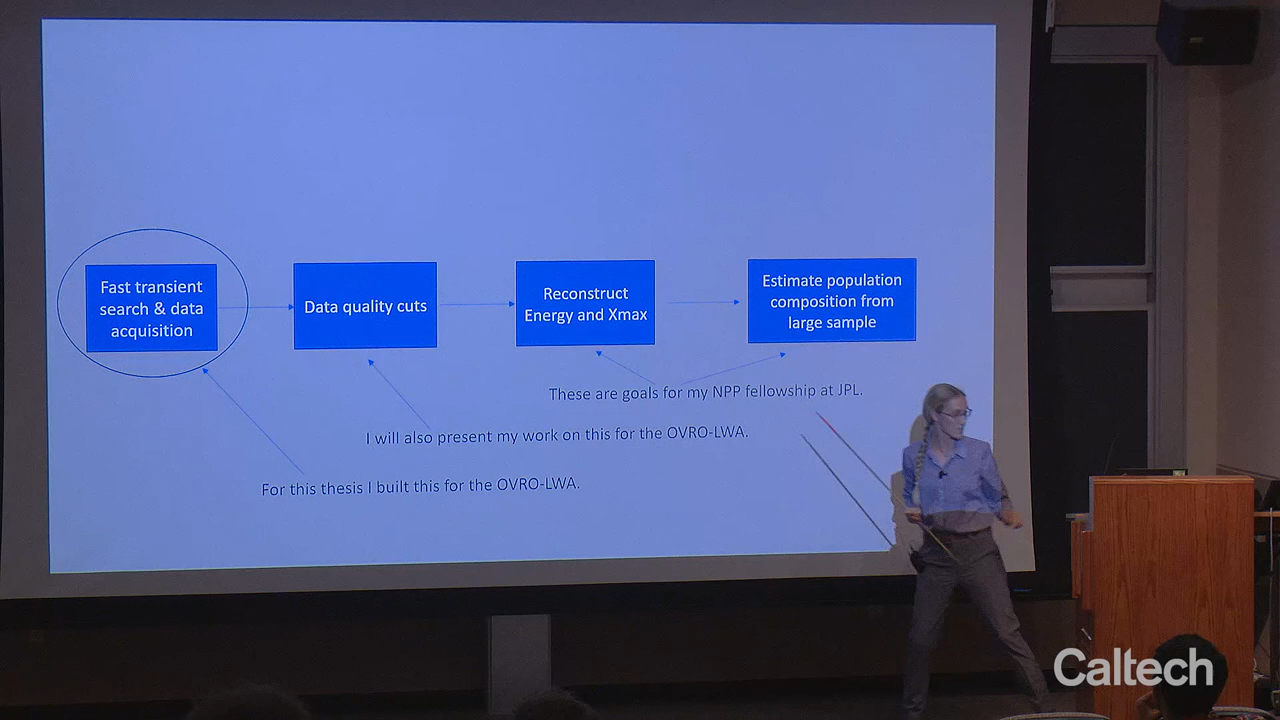 Fast transient
search & data
acquisition
Data quality cuts
Reconstruct
Energy and Xmax
Estimate population
composition from
large sample
These are goals for my NPP fellowship at JPL.
I will also present my work on this for the OVRO-LWA.
For this thesis I built this for the OVRO-LWA.
Caltech